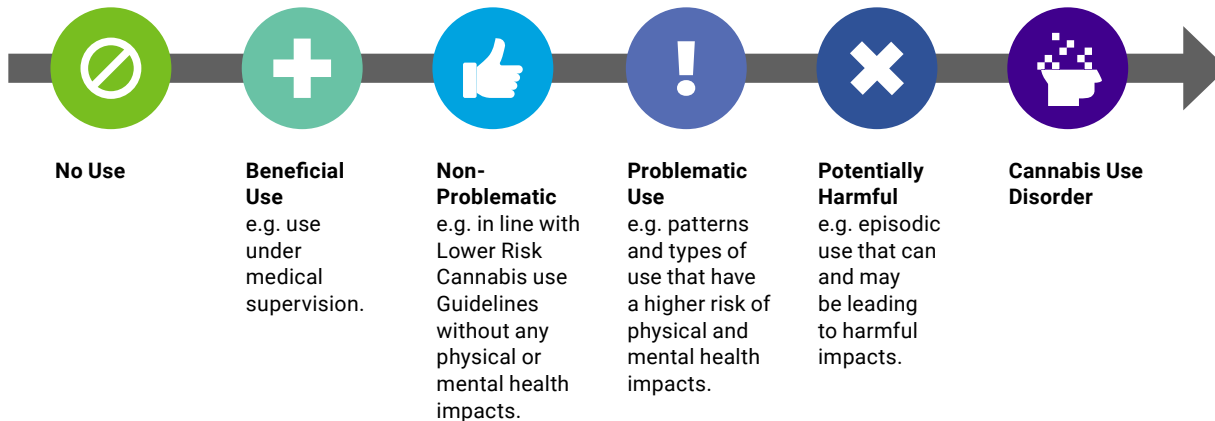 No Use
Beneficial
Use
e.g. use
under
medical
supervision.
Non-
Problematic
e.g. in line with
Lower Risk
Cannabis use
Guidelines
without any
physical or
mental health
impacts.
Problematic
Use
e.g. patterns
and types of
use that have
a higher risk of
physical and
mental health
impacts.
Potentially
Harmful
e.g. episodic
use that can
and may
be leading
to harmful
impacts.
Cannabis Use
Disorder